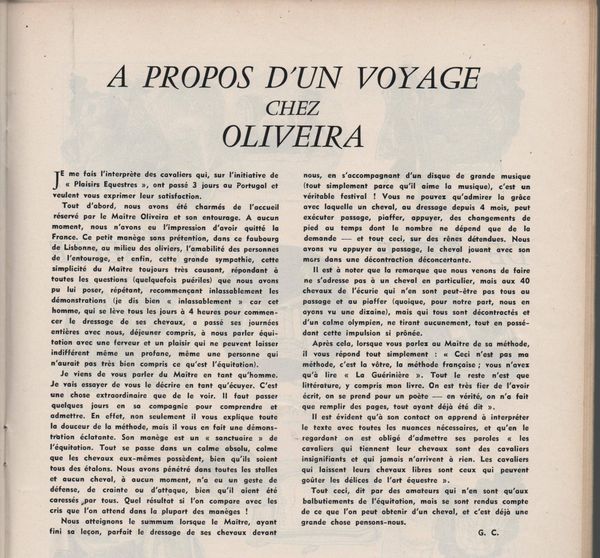 A PROPOS D'UN VOYAGE
CHEZ
OLIVEIRA
JE me fais l'interprète des cavaliers qui, sur l'initiative de
« Plaisirs Equestres », ont passé 3 jours au Portugal et
veulent vous exprimer leur satisfaction.
Tout d'abord, nous avons été charmés de l'accueil
réservé par le Maître Oliveira et son entourage. A aucun
moment, nous n'avons eu l'impression d'avoir quitté la
France. Ce petit manège sans prétention, dans ce faubourg
de Lisbonne, au milieu des oliviers, l'amabilité des personnes
de l'entourage, et enfin, cette grande sympathie, cette
simplicité du Maître toujours très causant, répondant à
toutes les questions (quelquefois puériles) que nous avons
pu lui poser, répétant, recommençant inlassablement les
démonstrations (je dis bien « inlassablement » car cet
homme, qui se lève tous les jours à 4 heures pour commen-
cer le dressage de ses chevaux, a passé ses journées
entières avec nous, déjeuner compris, à nous parler équi-
tation avec une ferveur et un plaisir qui ne peuvent laisser
indifférent même un profane, même une personne qui
n'aurait pas très bien compris ce qu'est l'équitation).
Je viens de vous parler du Maître en tant qu'homme.
Je vais essayer de vous le décrire en tant qu'écuyer. C'est
une chose extraordinaire que de le voir. Il faut passer
quelques jours en sa compagnie pour comprendre et
admettre. En effet, non seulement il vous explique toute
la douceur de la méthode, mais il vous en fait une démons-
tration éclatante. Son manège est un « sanctuaire » de
l'équitation. Tout se passe dans un calme absolu, calme
que les chevaux eux-mêmes possèdent, bien qu'ils soient
tous des étalons. Nous avons pénétré dans toutes les stalles
et aucun cheval, à aucun moment, n'a eu un geste de
défense, de crainte ou d'attaque, bien qu'il aient été
caressés par tous. Quel résultat si l'on compare avec les
cris que l'on attend dans la plupart des manèges !
Nous atteignons le summum lorsque le Maître, ayant
fini sa leçon, parfait le dressage de ses chevaux devant
nous, en s'accompagnant d'un disque de grande musique
(tout simplement parce qu'il aime la musique), c'est un
véritable festival ! Vous ne pouvez qu'admirer la grâce
avec laquelle un cheval, au dressage depuis 4 mois, peut
exécuter passage, piaffer, appuyer, des changements de
pied au temps dont le nombre ne dépend que de la
demande — et tout ceci, sur des rênes détendues. Nous
avons vu appuyer au passage, le cheval jouant avec son
mors dans une décontraction déconcertante.
Il est à noter que la remarque que nous venons de faire
ne s'adresse pas à un cheval en particulier, mais aux 40
chevaux de l'écurie qui n'en sont peut-être pas tous au
passage et au piaffer (quoique, pour notre part, nous en
ayons vu une dizaine), mais qui tous sont décontractés et
d'un calme olympien, ne tirant aucunement, tout en possé-
dant cette impulsion si prônée.
Après cela, lorsque vous parlez au Maître de sa méthode,
il vous répond tout simplement : « Ceci n'est pas ma
méthode, c'est la vôtre, la méthode française ; vous n'avez
qu'à lire « La Guérinière ». Tout le reste n'est que
littérature, y compris mon livre. On est très fier de l'avoir
écrit, on se prend pour un poète — en vérité, on n'a fait
que remplir des pages, tout ayant déjà été dit ».
Il est évident qu'à son contact on apprend à interpréter
le texte avec toutes les nuances nécessaires, et qu'en le
regardant on est obligé d'admettre ses paroles « les
cavaliers qui tiennent leur chevaux sont des cavaliers
insignifiants et qui jamais n'arrivent à rien. Les cavaliers
qui laissent leurs chevaux libres sont ceux qui peuvent
goûter les délices de l'art équestre ».
Tout ceci, dit par des amateurs qui n'en sont qu'aux
balbutiements de l'équitation, mais se sont rendus compte
de ce que l'on peut obtenir d'un cheval, et c'est déjà une
grande chose pensons-nous.
G. C.